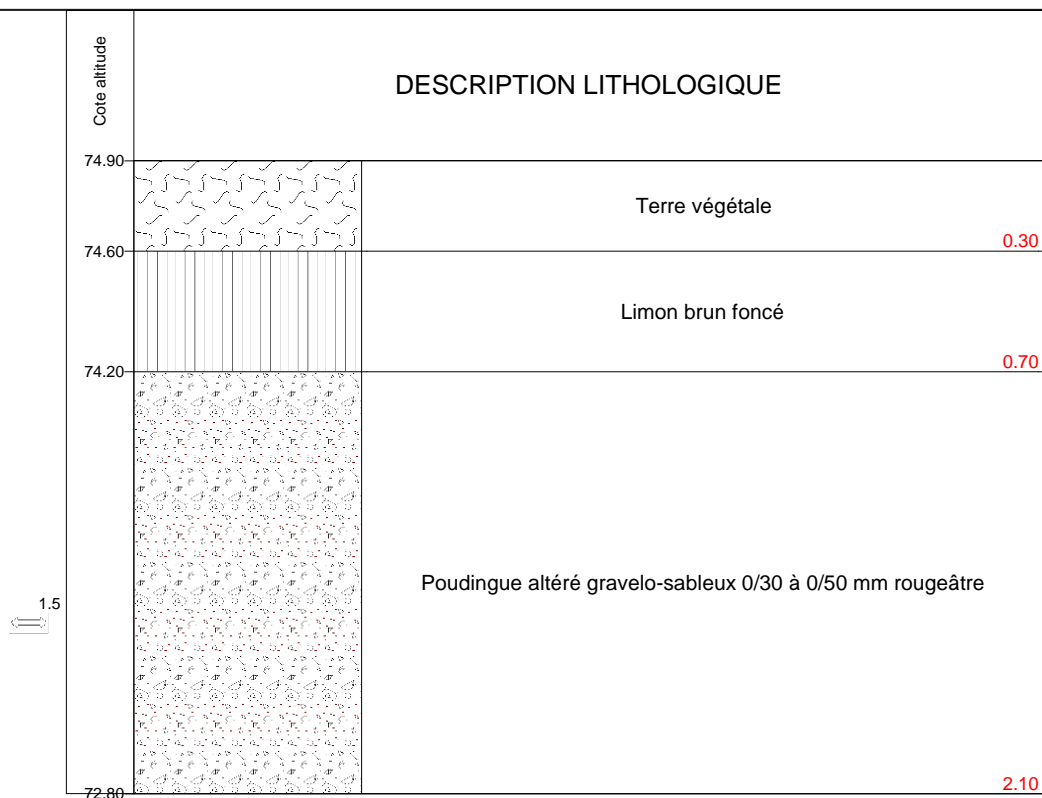 Cote altitude
DESCRIPTION LITHOLOGIQUE
74.90
Terre végétale
0.30
74.60
Limon brun foncé
0.70
74.20
Poudingue altéré gravelo-sableux 0/30 à 0/50 mm rougeâtre
1.5
2.10
72.80